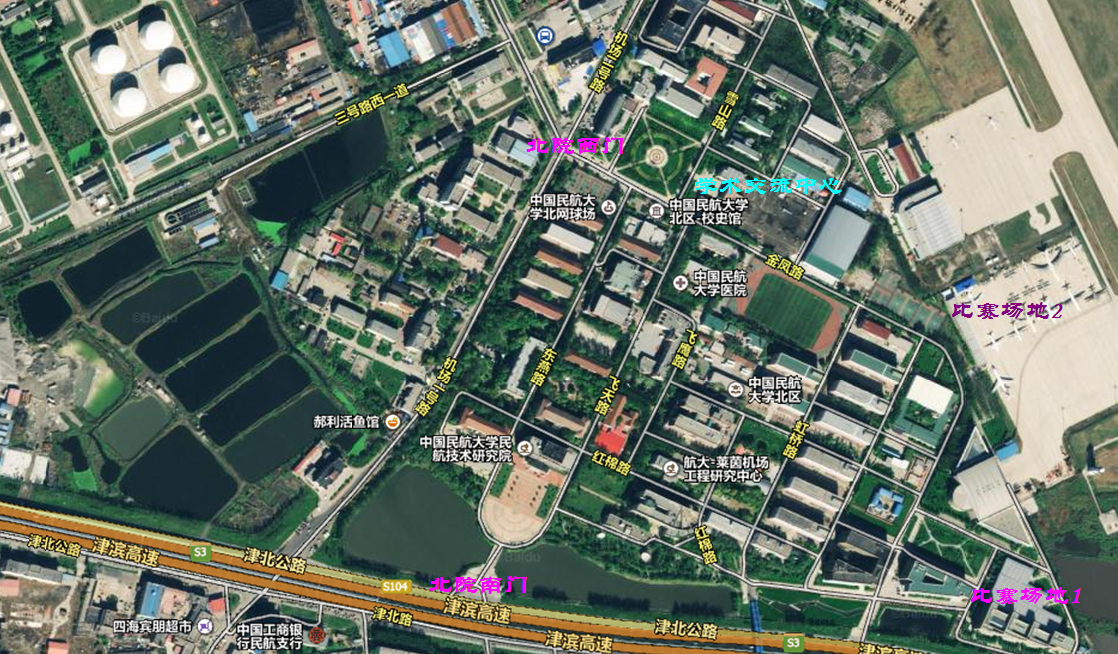 三号路西一道
机场三号路
雪山路
北院西门
学术交流中心
中国民航大
学北网球场
中国民航大学
北区-校史馆
金凤路
中国民航
大学医院
比赛场地2
飞鹰路
东燕路
飞天路
机场二号路
中国民航
大学北区
郝利活鱼馆
中国民航大学民
航技术研究院
虹桥路
红棉路
航大-莱茵机场
工程研究中心
红棉路
津北公路
津滨高速
S3
津北公路
S104
北院南门
津滨高速
津北路
津滨高速
津北公路
S3
津滨高速
比赛场地1
四海宾朋超市
中国工商银
行民航支行
©Baidu